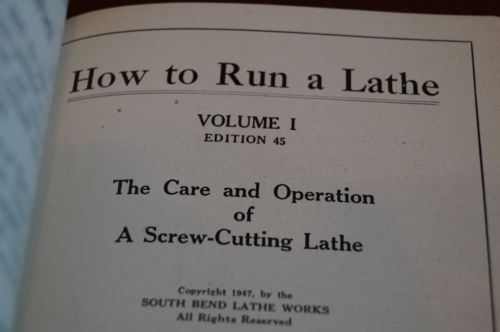 How to Run a Lathe
VOLUME I
EDITION 45
The Care and Operation
of
A Screw-Cutting Lathe
Copyright 1947, by the
SOUTH BEND LATHE WORKS
All Rights Reserved